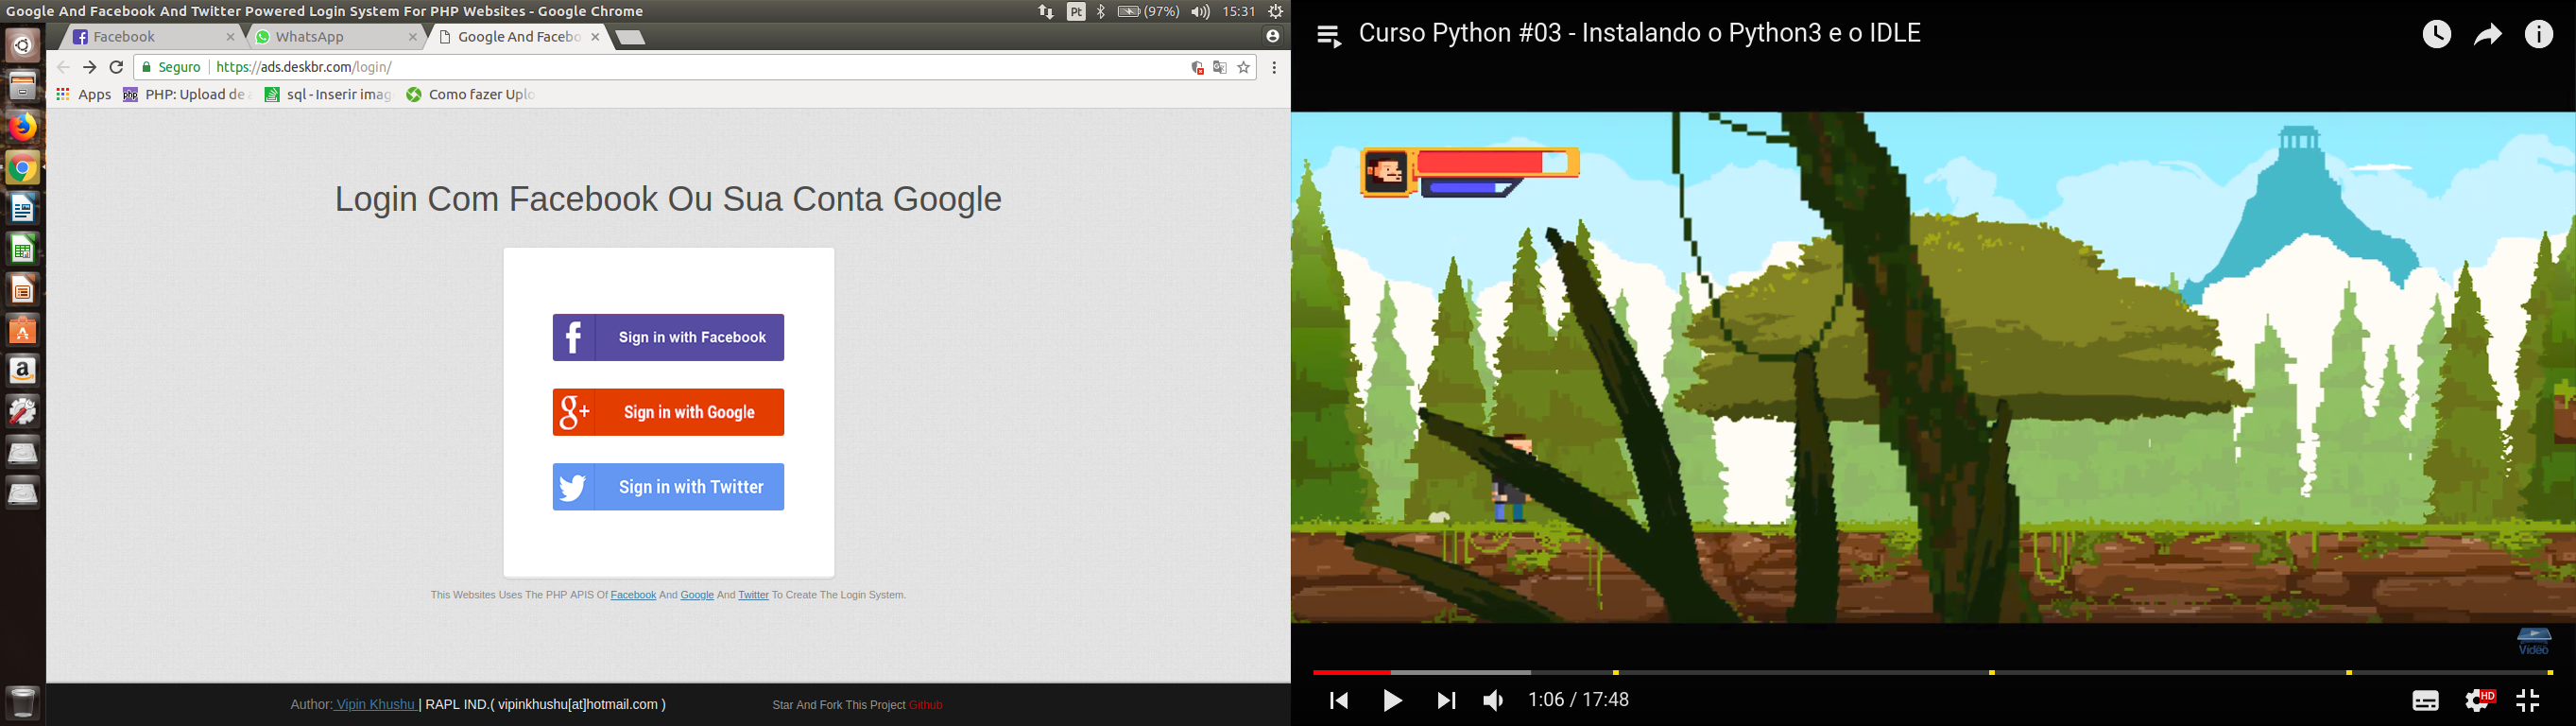 Google And Facebook And Twitter Powered Login System For PHP Websites - Google Chrome
Pt
(97%)
15:31
Facebook
WhatsApp
Google And Facebo
Seguro
https://ads.deskbr.com/login/
Apps
php
PHP: Upload de
sql - Inserir imag
Como fazer Uplo
Login Com Facebook Ou Sua Conta Google
f
Sign in with Facebook
g+
Sign in with Google
Sign in with Twitter
This Websites Uses The PHP APIS Of Facebook And Google And Twitter To Create The Login System.
Author: Vipin Khushu | RAPL IND.( vipinkhushu[at]hotmail.com )
Star And Fork This Project Github
Curso Python #03 - Instalando o Python3 e o IDLE
Vídeo
1:06 / 17:48
HD